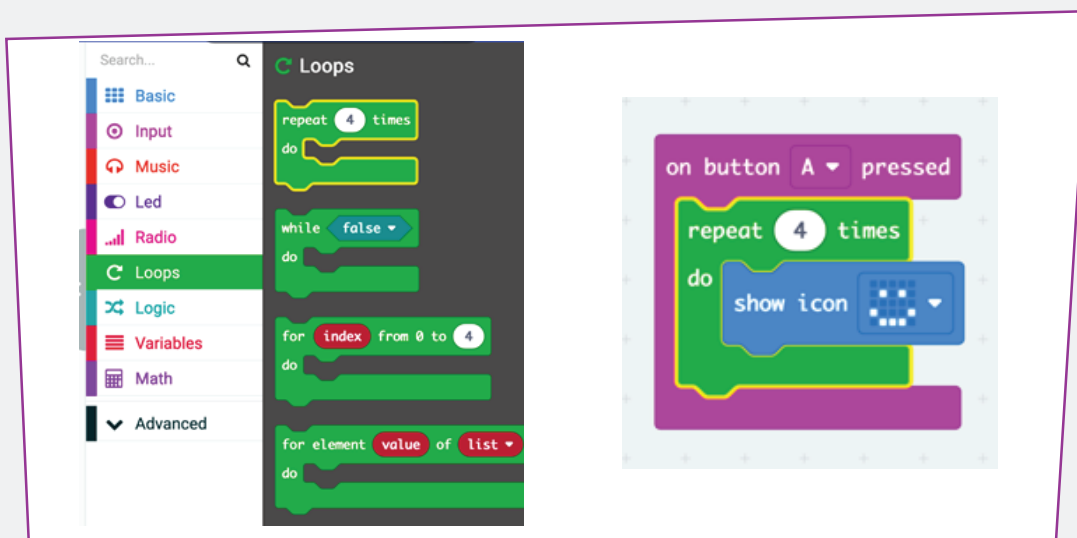 Search...
Basic
Input
Music
Led
Radio
Loops
Logic
Variables
Math
Advanced
Loops
repeat 4 times
do
while false
do
for index from 0 to 4
do
for element value of list
do
on button A pressed
repeat 4 times
do
show icon